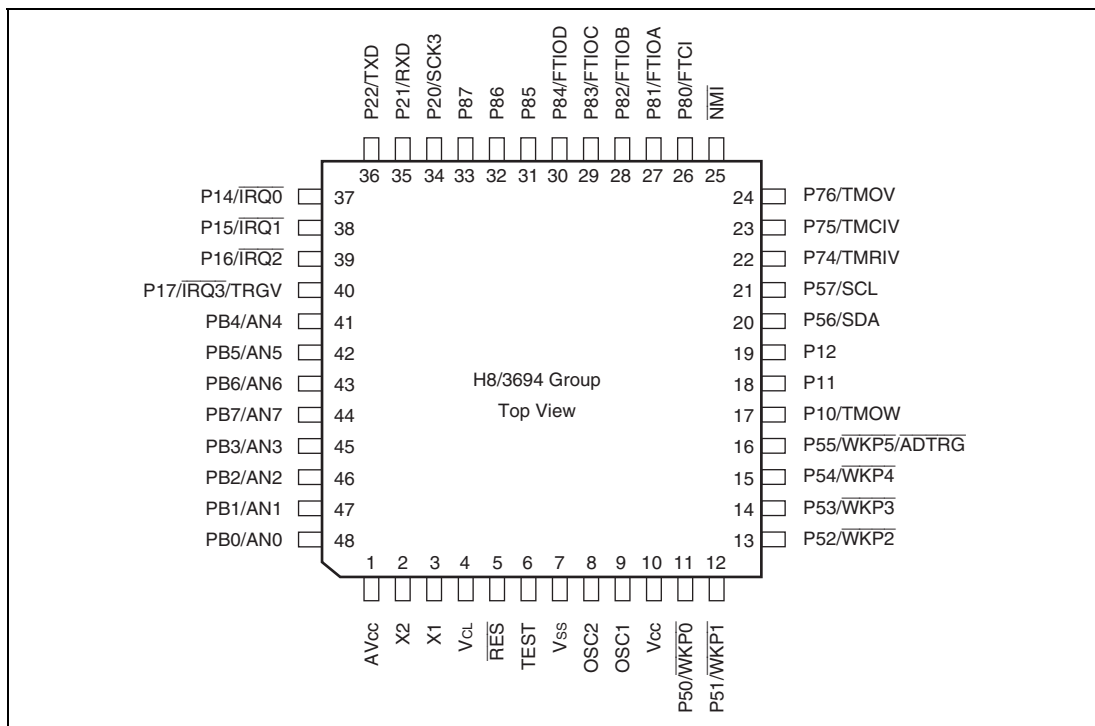 P22/TXD
P21/RXD
P20/SCK3
P87
P86
P85
P84/FTIOD
P83/FTIOC
P82/FTIOB
P81/FTIOA
P80/FTCI
NMI
36 35 34 33 32 31 30 29 28 27 26 25
P14/IRQ0 37
P15/IRQ1 38
P16/IRQ2 39
P17/IRQ3/TRGV 40
PB4/AN4 41
PB5/AN5 42
PB6/AN6 43
PB7/AN7 44
PB3/AN3 45
PB2/AN2 46
PB1/AN1 47
PB0/AN0 48
H8/3694 Group
Top View
24 P76/TMOV
23 P75/TMCIV
22 P74/TMRIV
21 P57/SCL
20 P56/SDA
19 P12
18 P11
17 P10/TMOW
16 P55/WKP5/ADTRG
15 P54/WKP4
14 P53/WKP3
13 P52/WKP2
1 2 3 4 5 6 7 8 9 10 11 12
AVcc
X2
X1
VCL
RES
TEST
Vss
OSC2
OSC1
Vcc
P50/WKP0
P51/WKP1